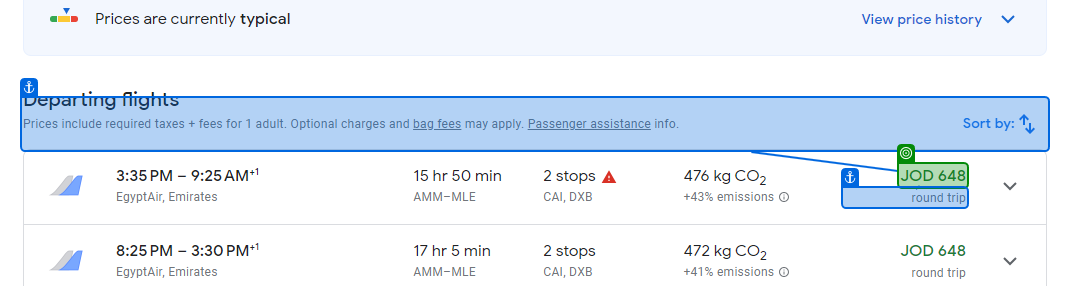 Prices are currently typical
View price history
Departing flights
Prices include required taxes + fees for 1 adult. Optional charges and bag fees may apply. Passenger assistance info.
Sort by:
3:35 PM – 9:25 AM+1
15 hr 50 min
2 stops
476 kg CO2
JOD 648
EgyptAir, Emirates
AMM–MLE
CAI, DXB
+43% emissions
round trip
8:25 PM – 3:30 PM+1
17 hr 5 min
2 stops
472 kg CO2
JOD 648
EgyptAir, Emirates
AMM–MLE
CAI, DXB
+41% emissions
round trip